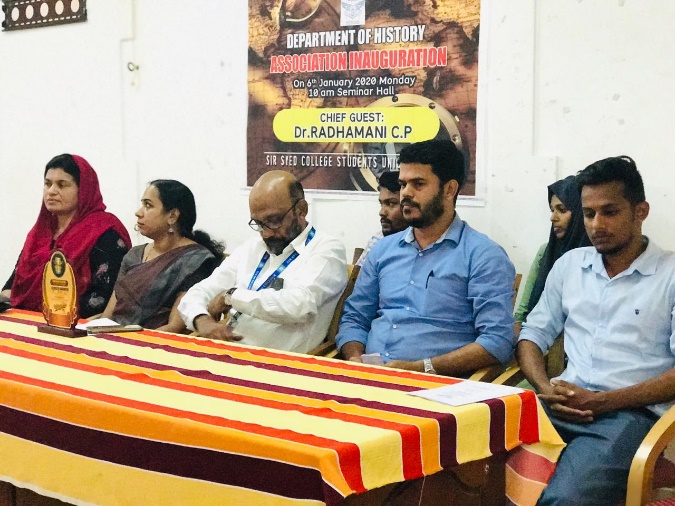 DEPARTMENT OF HISTORY
ASSOCIATION INAUGURATION
On 6th January 2020 Monday
10 am Seminar Hall
CHIEF GUEST:
Dr.RADHAMANI C.P
SIR SYED COLLEGE STUDENTS UNI